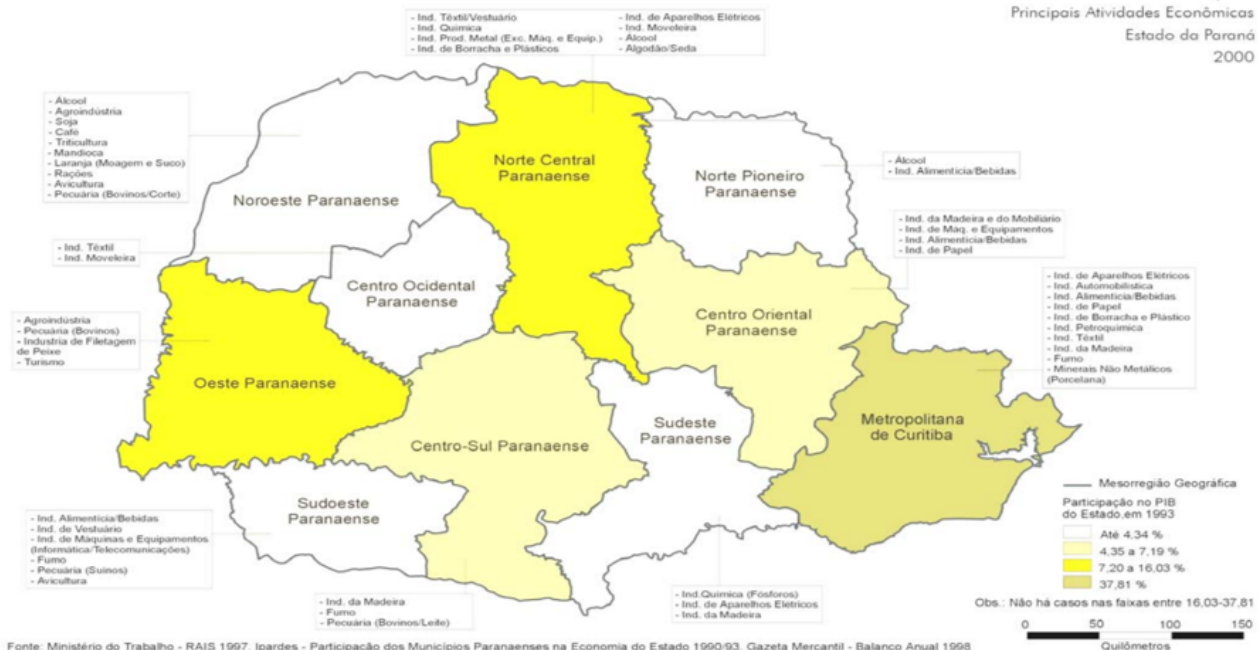 Principais Atividades Econômicas
Estado da Paraná
2000
- Ind. Têxtil/Vestuário
- Ind. Química
- Ind. Prod. Metal (Exc. Máq. e Equip.)
- Ind. de Borracha e Plásticos
- Ind. de Aparelhos Elétricos
- Ind. Moveleira
- Álcool
- Algodão/Seda
- Álcool
- Agroindústria
- Soja
- Café
- Triticultura
- Mandioca
- Laranja (Moagem e Suco)
- Rações
- Avicultura
- Pecuária (Bovinos/Corte)
Noroeste Paranaense
Norte Central
Paranaense
Norte Pioneiro
Paranaense
- Álcool
- Ind. Alimentícia/Bebidas
- Ind. Têxtil
- Ind. Moveleira
Centro Ocidental
Paranaense
- Ind. da Madeira e do Mobiliário
- Ind. de Máq. e Equipamentos
- Ind. Alimentícia/Bebidas
- Ind. de Papel
Centro Oriental
Paranaense
- Ind. de Aparelhos Elétricos
- Ind. Automobilística
- Ind. Alimentícia/Bebidas
- Ind. de Papel
- Ind. de Borracha e Plástico
- Ind. Petroquímica
- Ind. Têxtil
- Ind. da Madeira
- Fumo
- Minerais Não Metálicos
(Porcelana)
- Agroindústria
- Pecuária (Bovinos)
- Industria de Filetagem
de Peixe
- Turismo
Oeste Paranaense
Centro-Sul Paranaense
Sudeste
Paranaense
Metropolitana
de Curitiba
Sudoeste
Paranaense
- Ind. Alimentícia/Bebidas
- Ind. de Vestuário
- Ind. de Máquinas e Equipamentos
(Informática/Telecomunicações)
- Fumo
- Pecuária (Suínos)
- Avicultura
- Ind. da Madeira
- Fumo
- Pecuária (Bovinos/Leite)
- Ind.Química (Fósforos)
- Ind. de Aparelhos Elétricos
- Ind. da Madeira
Mesorregião Geográfica
Participação no PIB
do Estado,em 1993
Até 4,34 %
4,35 a 7,19 %
7,20 a 16,03 %
37,81 %
Obs.: Não há casos nas faixas entre 16,03-37,81
0 50 100 150
Quilômetros
Fonte: Ministério do Trabalho - RAIS 1997, Ipardes - Participação dos Municípios Paranaenses na Economia do Estado 1990/93, Gazeta Mercantil - Balanço Anual 1998